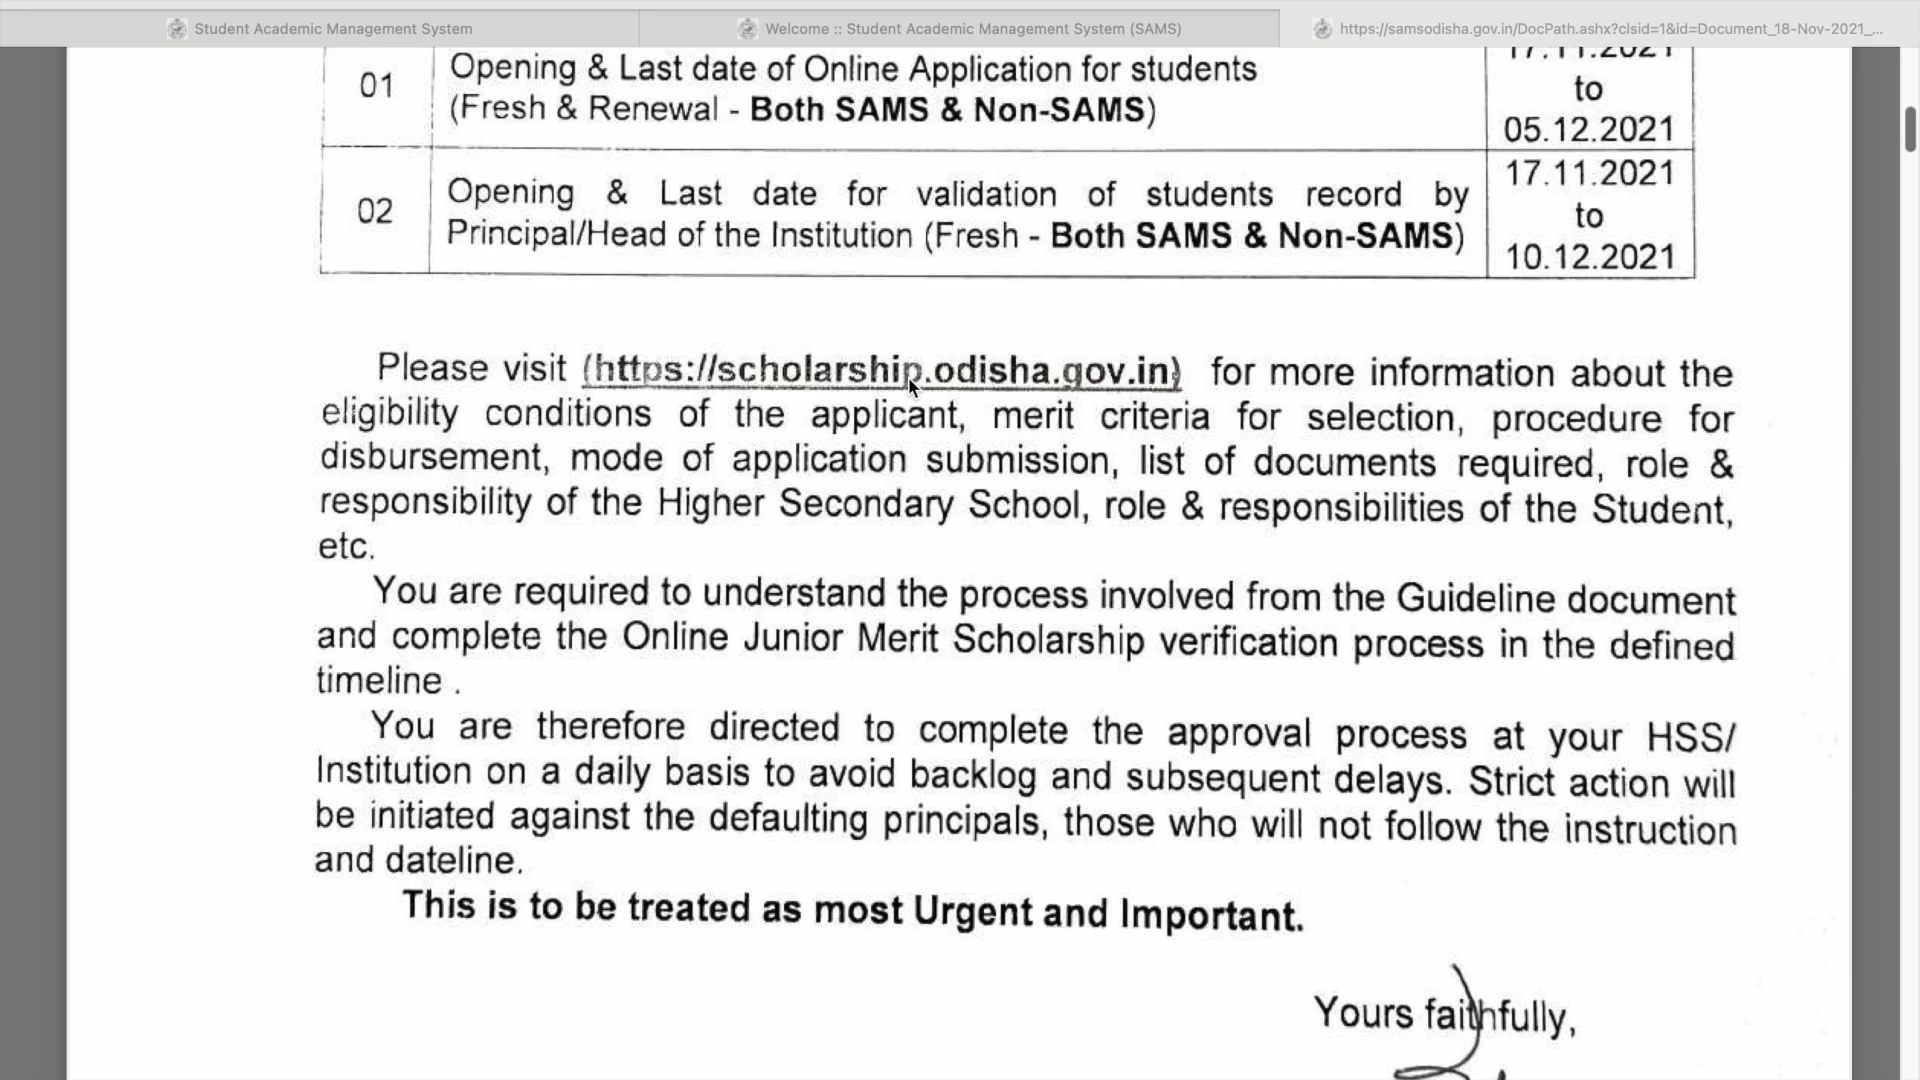 Student Academic Management System
Welcome :: Student Academic Management System (SAMS)
https://samsodisha.gov.in/DocPath.ashx?clsid=1&id=Document_18-Nov-2021_...
01
Opening & Last date of Online Application for students
(Fresh & Renewal - Both SAMS & Non-SAMS)
17.11.2021
to
05.12.2021
02
Opening & Last date for validation of students record by
Principal/Head of the Institution (Fresh - Both SAMS & Non-SAMS)
17.11.2021
to
10.12.2021
Please visit (https://scholarship.odisha.gov.in) for more information about the
eligibility conditions of the applicant, merit criteria for selection, procedure for
disbursement, mode of application submission, list of documents required, role &
responsibility of the Higher Secondary School, role & responsibilities of the Student,
etc.
You are required to understand the process involved from the Guideline document
and complete the Online Junior Merit Scholarship verification process in the defined
timeline .
You are therefore directed to complete the approval process at your HSS/
Institution on a daily basis to avoid backlog and subsequent delays. Strict action will
be initiated against the defaulting principals, those who will not follow the instruction
and dateline.
This is to be treated as most Urgent and Important.
Yours faithfully,